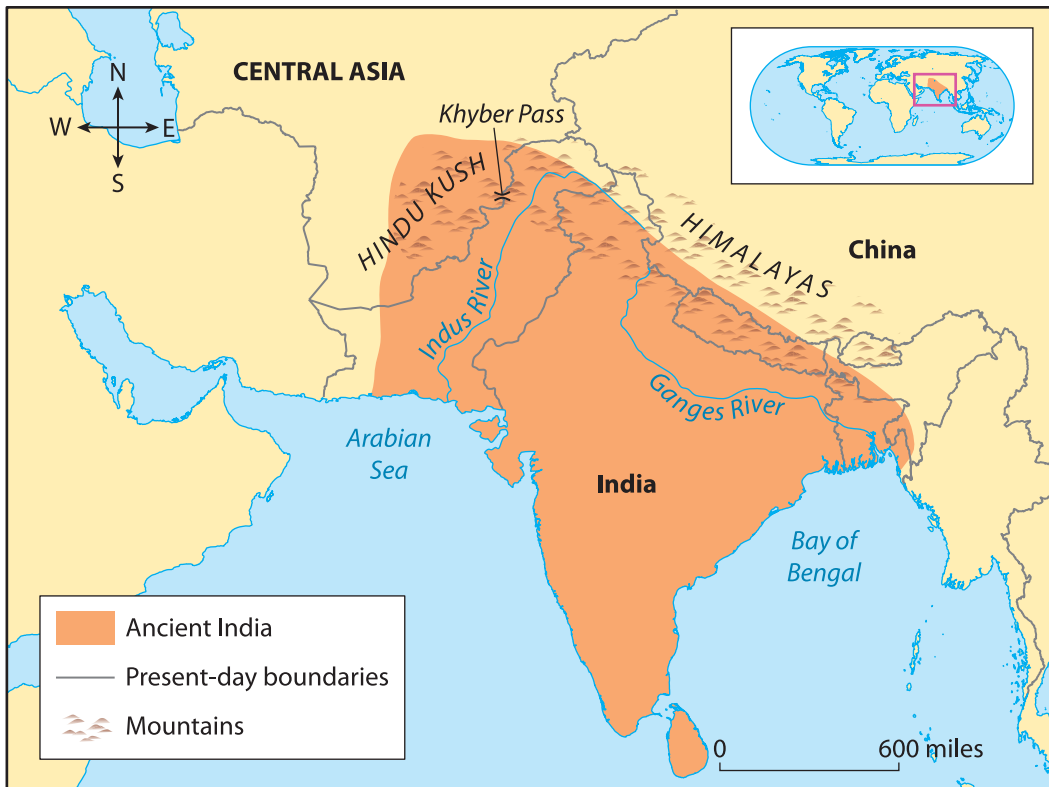 N
W E
S
CENTRAL ASIA
Khyber Pass
HINDU KUSH
HIMALAYAS
China
Indus River
Ganges River
Arabian
Sea
India
Bay of
Bengal
Ancient India
Present-day boundaries
Mountains
0 600 miles